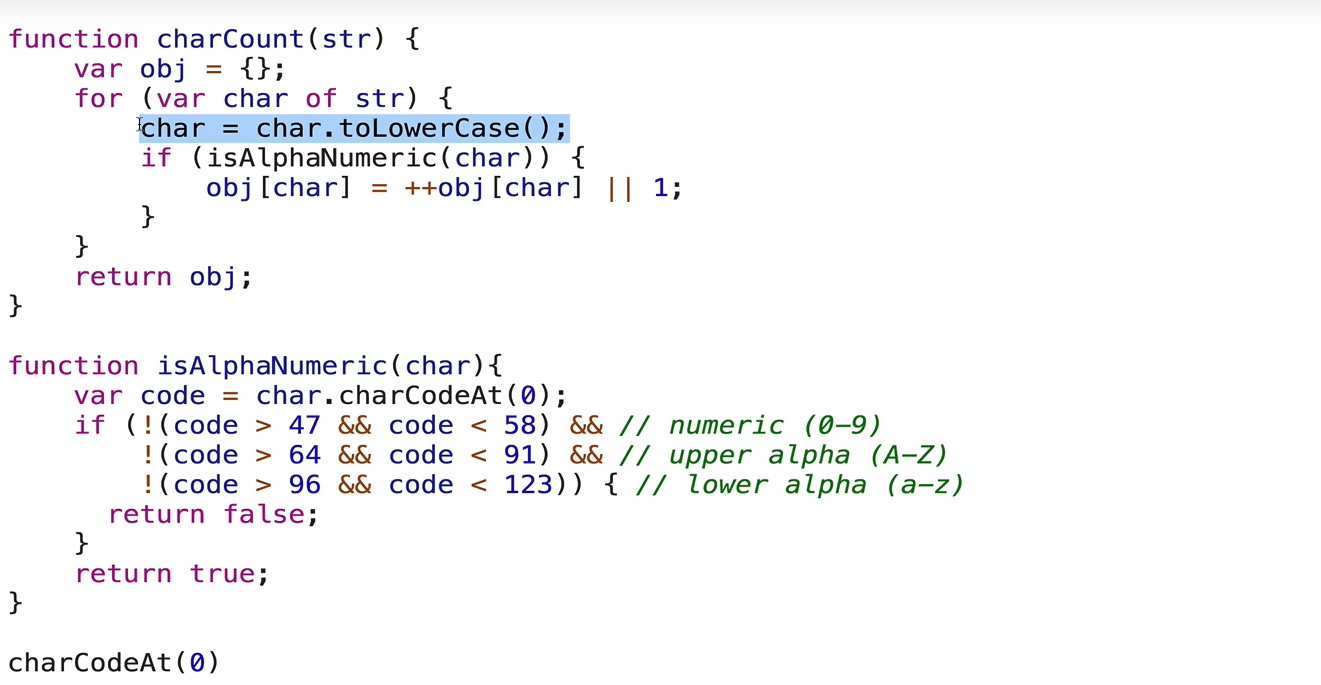 function charCount(str) {
    var obj = {};
    for (var char of str) {
        char = char.toLowerCase();
        if (isAlphaNumeric(char)) {
            obj[char] = ++obj[char] || 1;
        }
    }
    return obj;
}

function isAlphaNumeric(char){
    var code = char.charCodeAt(0);
    if (!(code > 47 && code < 58) && // numeric (0–9)
        !(code > 64 && code < 91) && // upper alpha (A–Z)
        !(code > 96 && code < 123)) { // lower alpha (a–z)
      return false;
    }
    return true;
}

charCodeAt(0)